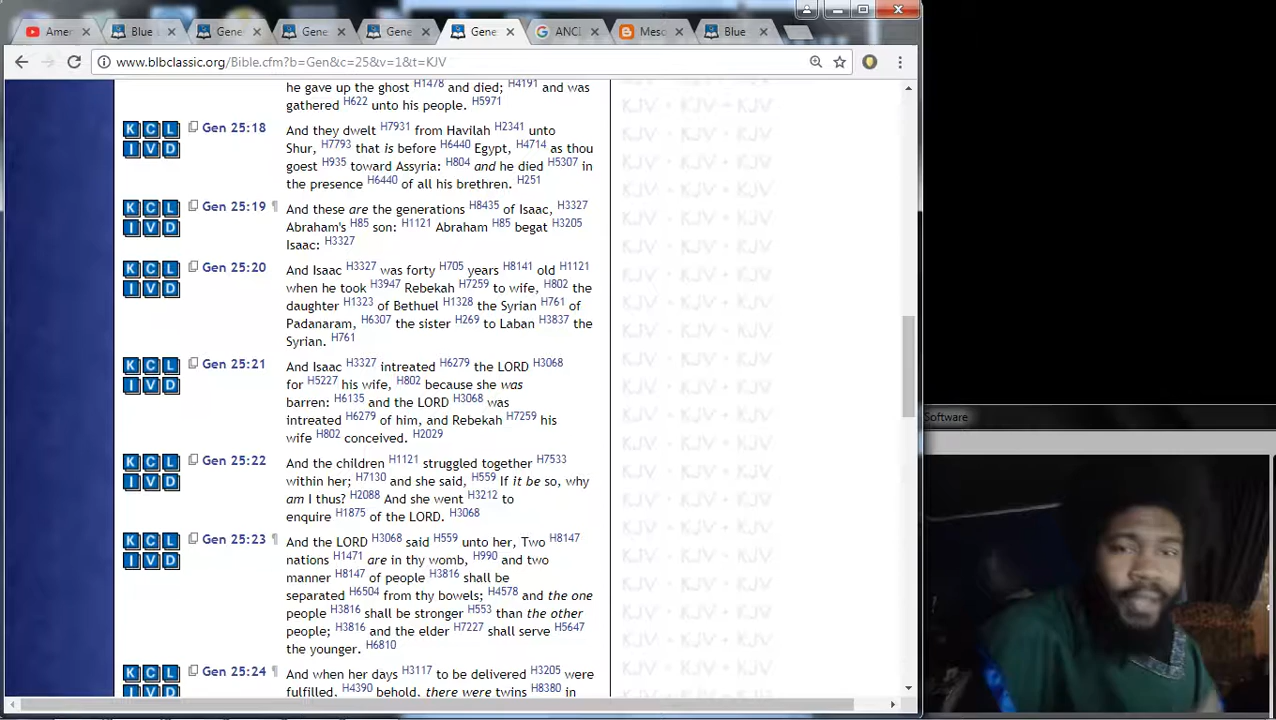 Amer
Blue
Gene
Gene
Gene
Gene
ANCI
Meso
Blue
www.blbclassic.org/Bible.cfm?b=Gen&c=25&v=1&t=KJV
he gave up the ghost H1478 and died; H4191 and was
gathered H622 unto his people. H5971
K C L Gen 25:18 And they dwelt H7931 from Havilah H2341 unto
I V D Shur, H7793 that is before H6440 Egypt, H4714 as thou
goest H935 toward Assyria: H804 and he died H5307 in
the presence H6440 of all his brethren. H251
K C L Gen 25:19 ¶ And these are the generations H8435 of Isaac, H3327
I V D Abraham's H85 son: H1121 Abraham H85 begat H3205
Isaac: H3327
K C L Gen 25:20 And Isaac H3327 was forty H705 years H8141 old H1121
I V D when he took H3947 Rebekah H7259 to wife, H802 the
daughter H1323 of Bethuel H1328 the Syrian H761 of
Padanaram, H6307 the sister H269 to Laban H3837 the
Syrian. H761
K C L Gen 25:21 And Isaac H3327 intreated H6279 the LORD H3068
I V D for H5227 his wife, H802 because she was
barren: H6135 and the LORD H3068 was
intreated H6279 of him, and Rebekah H7259 his
wife H802 conceived. H2029
K C L Gen 25:22 And the children H1121 struggled together H7533
I V D within her; H7130 and she said, H559 If it be so, why
am I thus? H2088 And she went H3212 to
enquire H1875 of the LORD. H3068
K C L Gen 25:23 ¶ And the LORD H3068 said H559 unto her, Two H8147
I V D nations H1471 are in thy womb, H990 and two
manner H8147 of people H3816 shall be
separated H6504 from thy bowels; H4578 and the one
people H3816 shall be stronger H553 than the other
people; H3816 and the elder H7227 shall serve H5647
the younger. H6810
K C L Gen 25:24 ¶ And when her days H3117 to be delivered H3205 were
I V D fulfilled, H4390 behold, there were twins H8380 in
Software